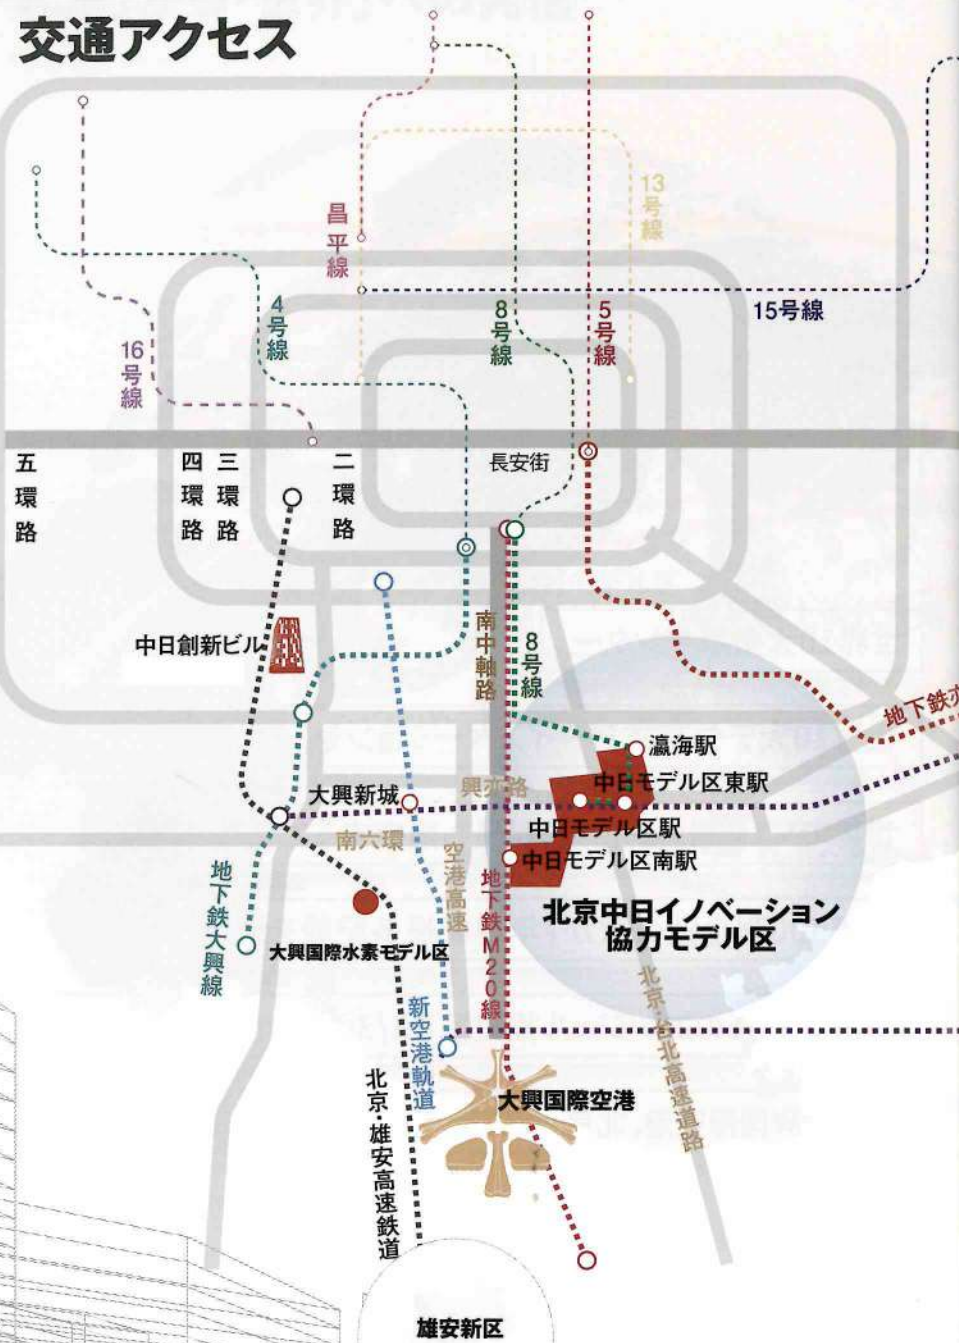 交通アクセス
13号線
昌平線
15号線
4号線
8号線
5号線
16号線
五環路
四環路
三環路
二環路
長安街
中日創新ビル
南中軸路
8号線
瀛海駅
中日モデル区東駅
大興新城
興亦路
中日モデル区駅
南六環
中日モデル区南駅
空港高速
地下鉄大興線
地下鉄M20線
北京中日イノベーション
協力モデル区
大興国際水素モデル区
北京・台北高速道路
新空港軌道
北京・雄安高速鉄道
大興国際空港
雄安新区
地下鉄亦